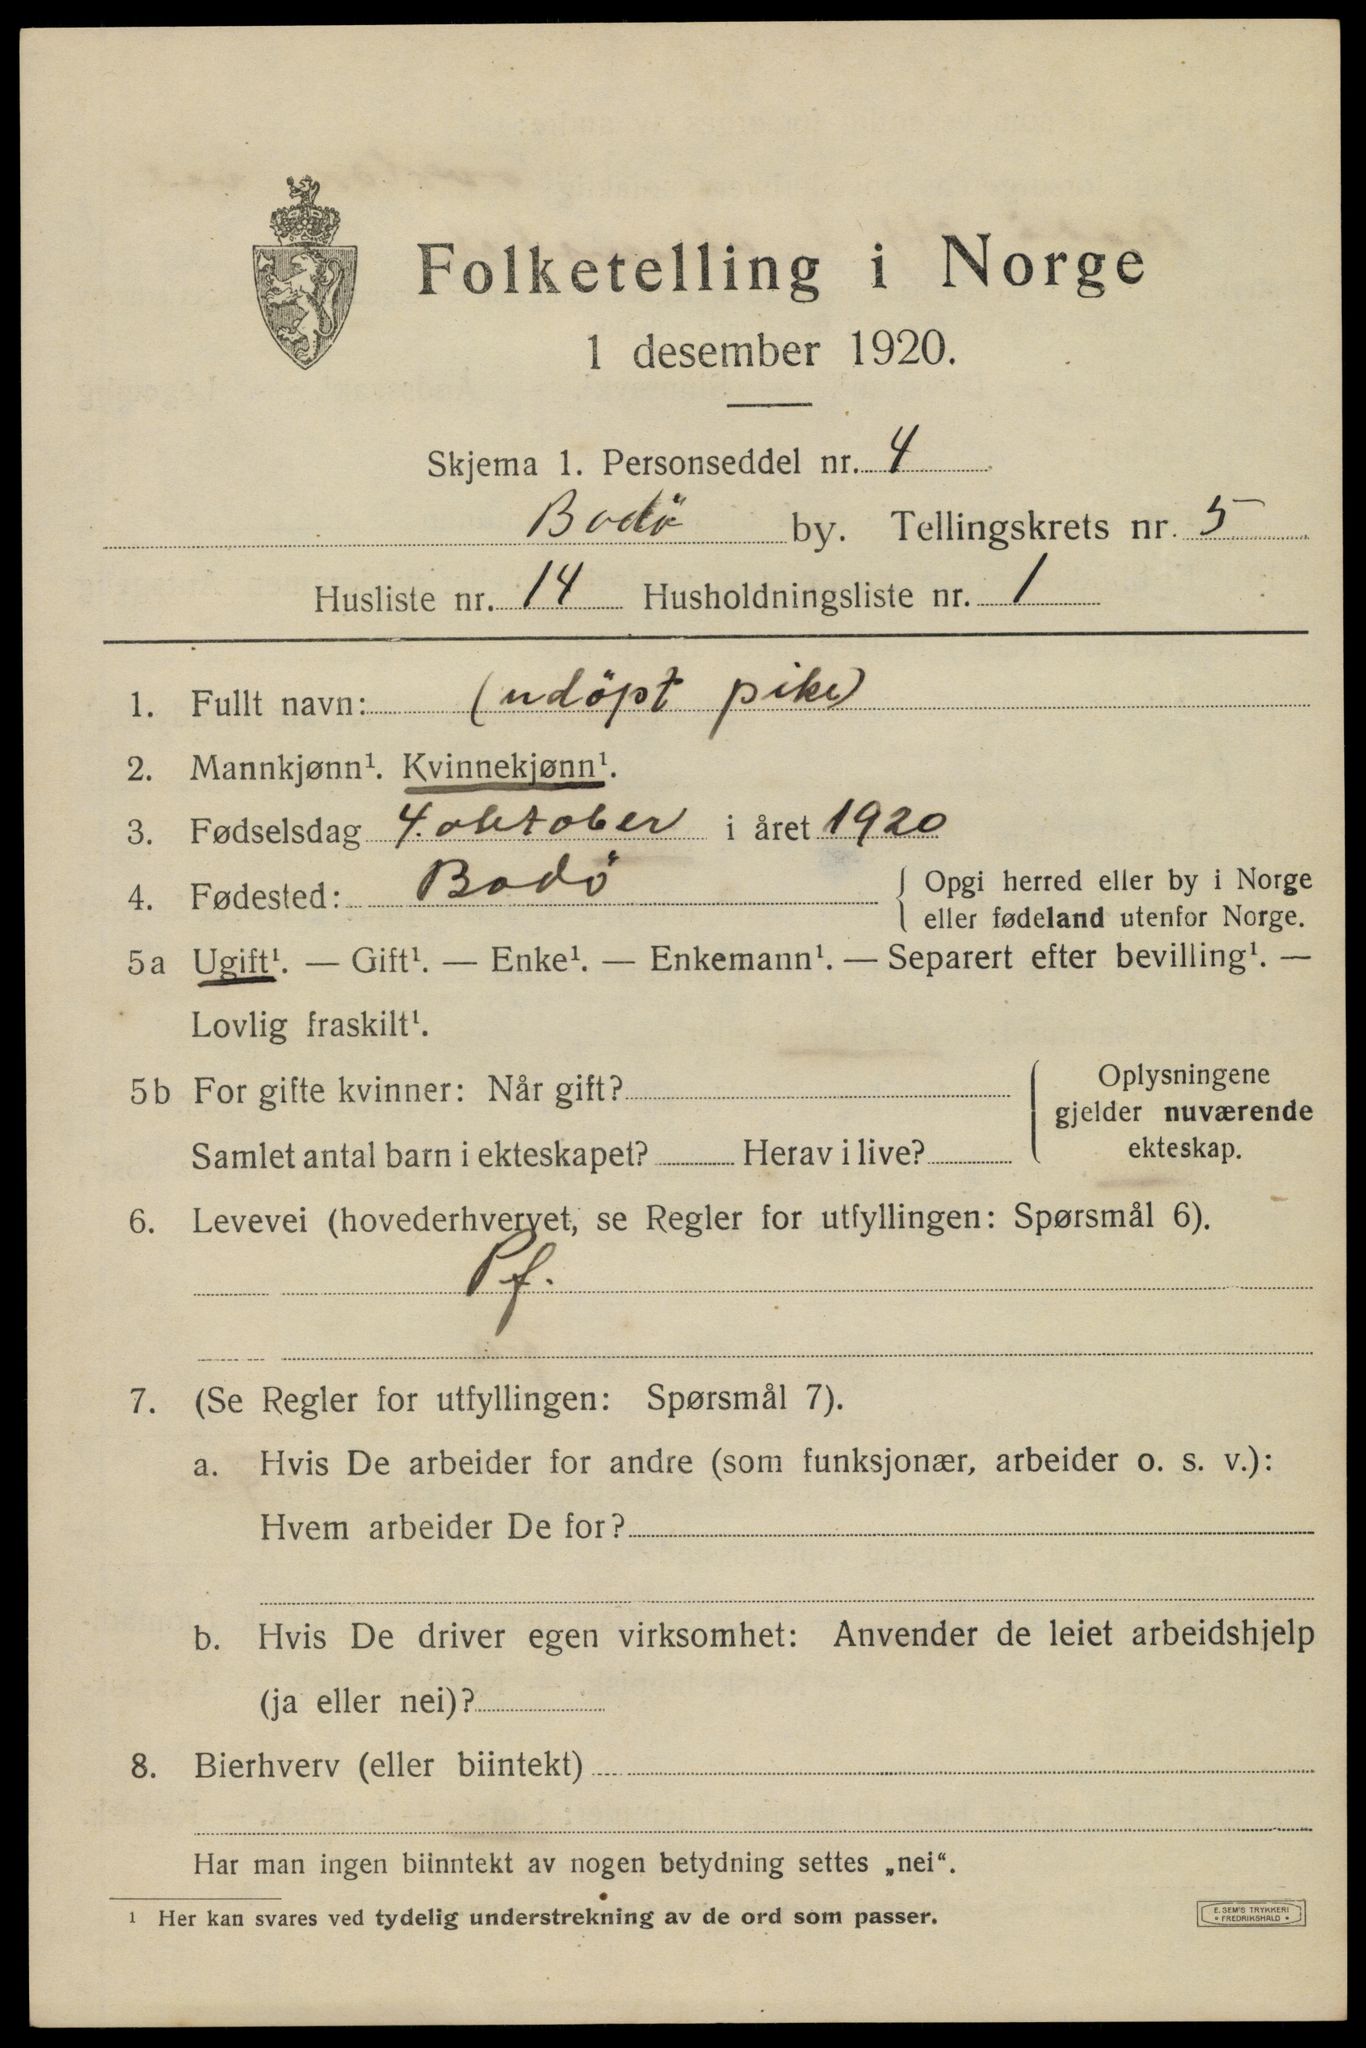 Folketelling i Norge
1 desember 1920.
Skjema 1. Personseddel nr. 4
Bodö by. Tellingskrets nr. 5
Husliste nr. 14 Husholdningsliste nr. 1
1. Fullt navn: (udöpt pike)
2. Mannkjønn¹. Kvinnekjønn¹.
3. Fødselsdag 4. oktober i året 1920
4. Fødested: Bodö { Opgi herred eller by i Norge
eller fødeland utenfor Norge.
5a Ugift¹. — Gift¹. — Enke¹. — Enkemann¹. — Separert efter bevilling¹. —
Lovlig fraskilt¹.
5b For gifte kvinner: Når gift? { Oplysningene
gjelder nuværende
Samlet antal barn i ekteskapet? Herav i live? ekteskap.
6. Levevei (hovederhvervet, se Regler for utfyllingen: Spørsmål 6).
Pf.
7. (Se Regler for utfyllingen: Spørsmål 7).
a. Hvis De arbeider for andre (som funksjonær, arbeider o. s. v.):
Hvem arbeider De for?
b. Hvis De driver egen virksomhet: Anvender de leiet arbeidshjelp
(ja eller nei)?
8. Bierhverv (eller biintekt)
Har man ingen biinntekt av nogen betydning settes „nei“.
¹ Her kan svares ved tydelig understrekning av de ord som passer.
E. SEM'S TRYKKERI
• FREDRIKSHALD •